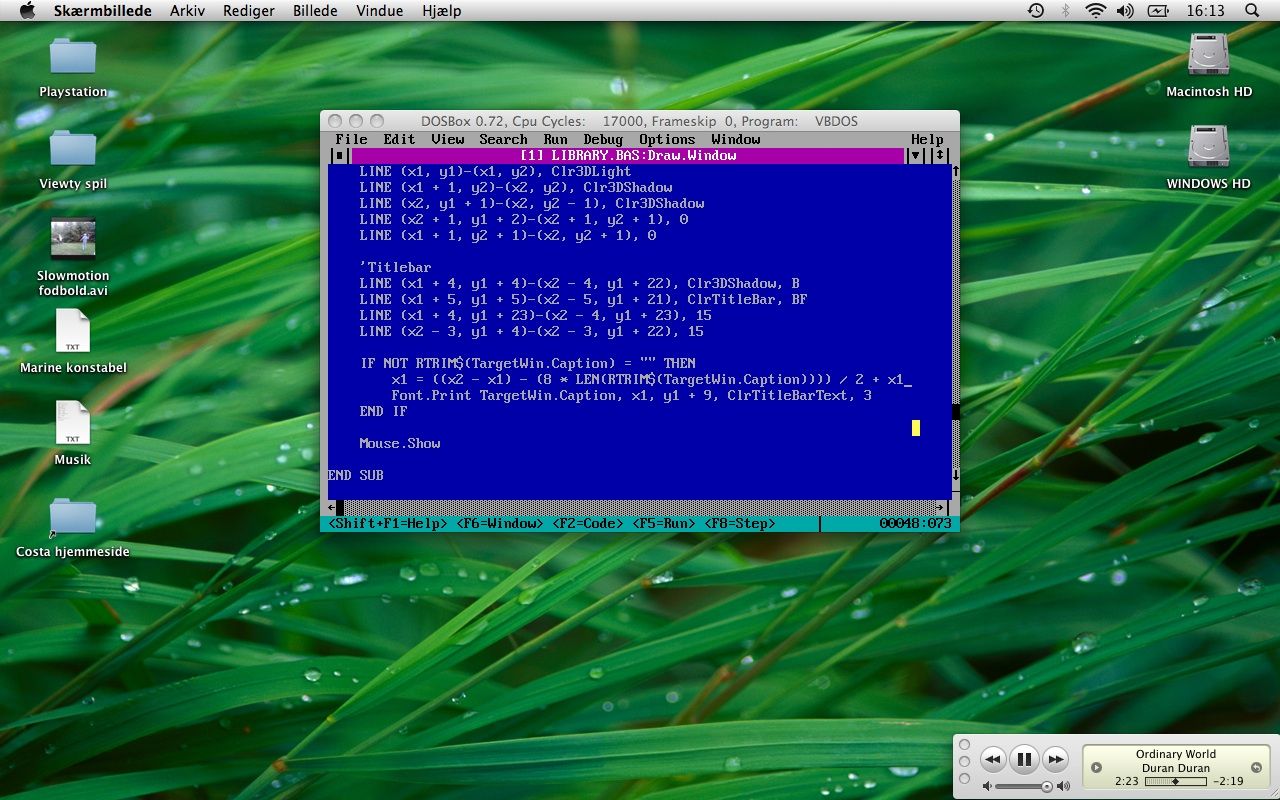 Skærmbillede Arkiv Rediger Billede Vindue Hjælp 16:13
Playstation
Viewty spil
Slowmotion
fodbold.avi
TXT
Marine konstabel
TXT
Musik
Costa hjemmeside
Macintosh HD
WINDOWS HD
DOSBox 0.72, Cpu Cycles: 17000, Frameskip 0, Program: VBDOS
File Edit View Search Run Debug Options Window Help
[1] LIBRARY.BAS:Draw.Window
LINE (x1, y1)-(x1, y2), Clr3DLight
LINE (x1 + 1, y2)-(x2, y2), Clr3DShadow
LINE (x2, y1 + 1)-(x2, y2 - 1), Clr3DShadow
LINE (x2 + 1, y1 + 2)-(x2 + 1, y2 + 1), 0
LINE (x1 + 1, y2 + 1)-(x2, y2 + 1), 0
'Titlebar
LINE (x1 + 4, y1 + 4)-(x2 - 4, y1 + 22), Clr3DShadow, B
LINE (x1 + 5, y1 + 5)-(x2 - 5, y1 + 21), ClrTitleBar, BF
LINE (x1 + 4, y1 + 23)-(x2 - 4, y1 + 23), 15
LINE (x2 - 3, y1 + 4)-(x2 - 3, y1 + 22), 15
IF NOT RTRIM$(TargetWin.Caption) = "" THEN
x1 = ((x2 - x1) - (8 * LEN(RTRIM$(TargetWin.Caption)))) / 2 + x1_
Font.Print TargetWin.Caption, x1, y1 + 9, ClrTitleBarText, 3
END IF
Mouse.Show
END SUB
<Shift+F1=Help> <F6=Window> <F2=Code> <F5=Run> <F8=Step> 00048:073
Ordinary World
Duran Duran
2:23 -2:19